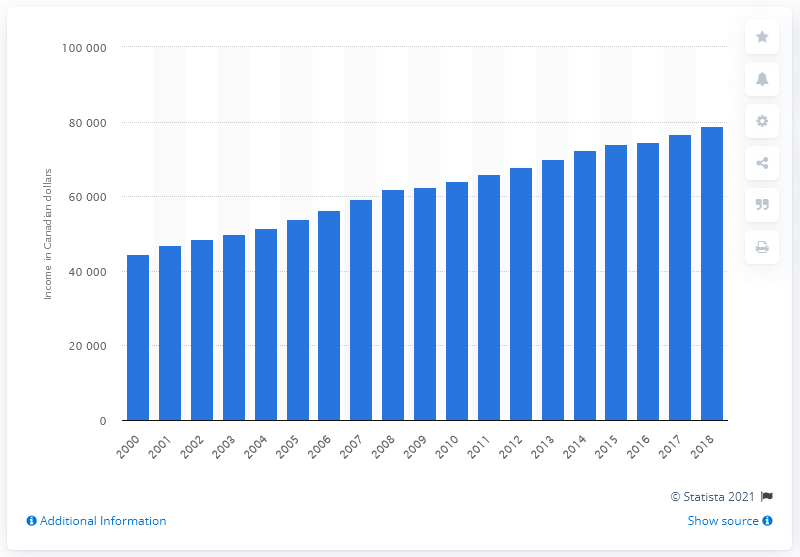 100 000
80 000
60 000
40 000
20 000
0
Income in Canadian dollars
2000 2001 2002 2003 2004 2005 2006 2007 2008 2009 2010 2011 2012 2013 2014 2015 2016 2017 2018
© Statista 2021
Additional Information
Show source